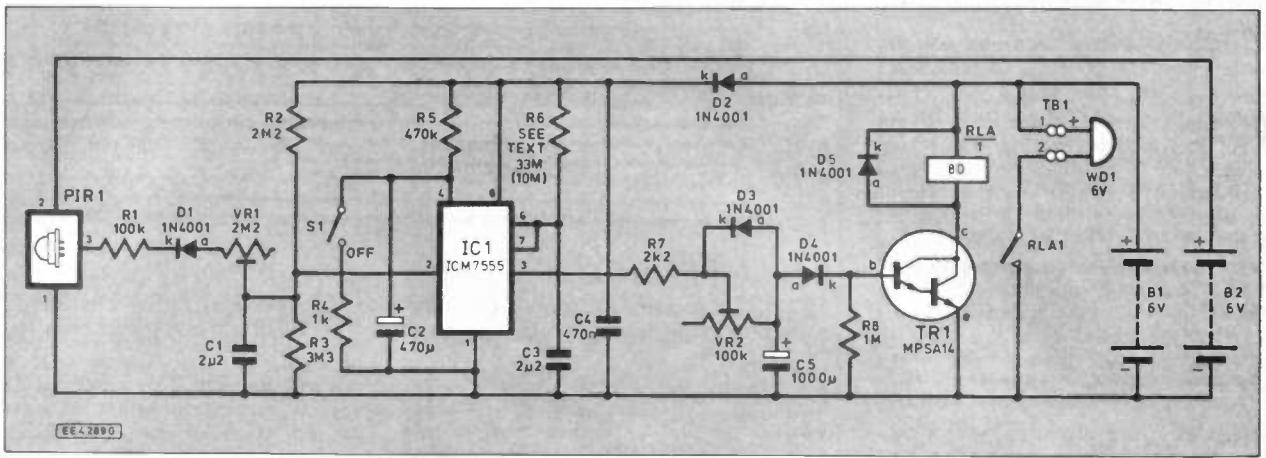 PIR1
2
3
1
R1
100k
D1
1N4001
k a
VR1
2M2
C1
2µ2
R2
2M2
R3
3M3
S1
OFF
R4
1k
R5
470k
C2
470µ
+
IC1
ICM7555
4
8
6
7
2
3
1
R6
SEE
TEXT
33M
(10M)
C3
2µ2
C4
470n
k a
D2
1N4001
R7
2k2
D3
1N4001
k a
VR2
100k
D4
1N4001
a k
+
C5
1000µ
R8
1M
D5
1N4001
k
a
b
c
e
TR1
MPSA14
RLA
1
80
RLA1
TB1
1
2
+
WD1
6V
+
B1
6V
-
+
B2
6V
-
EE4289G